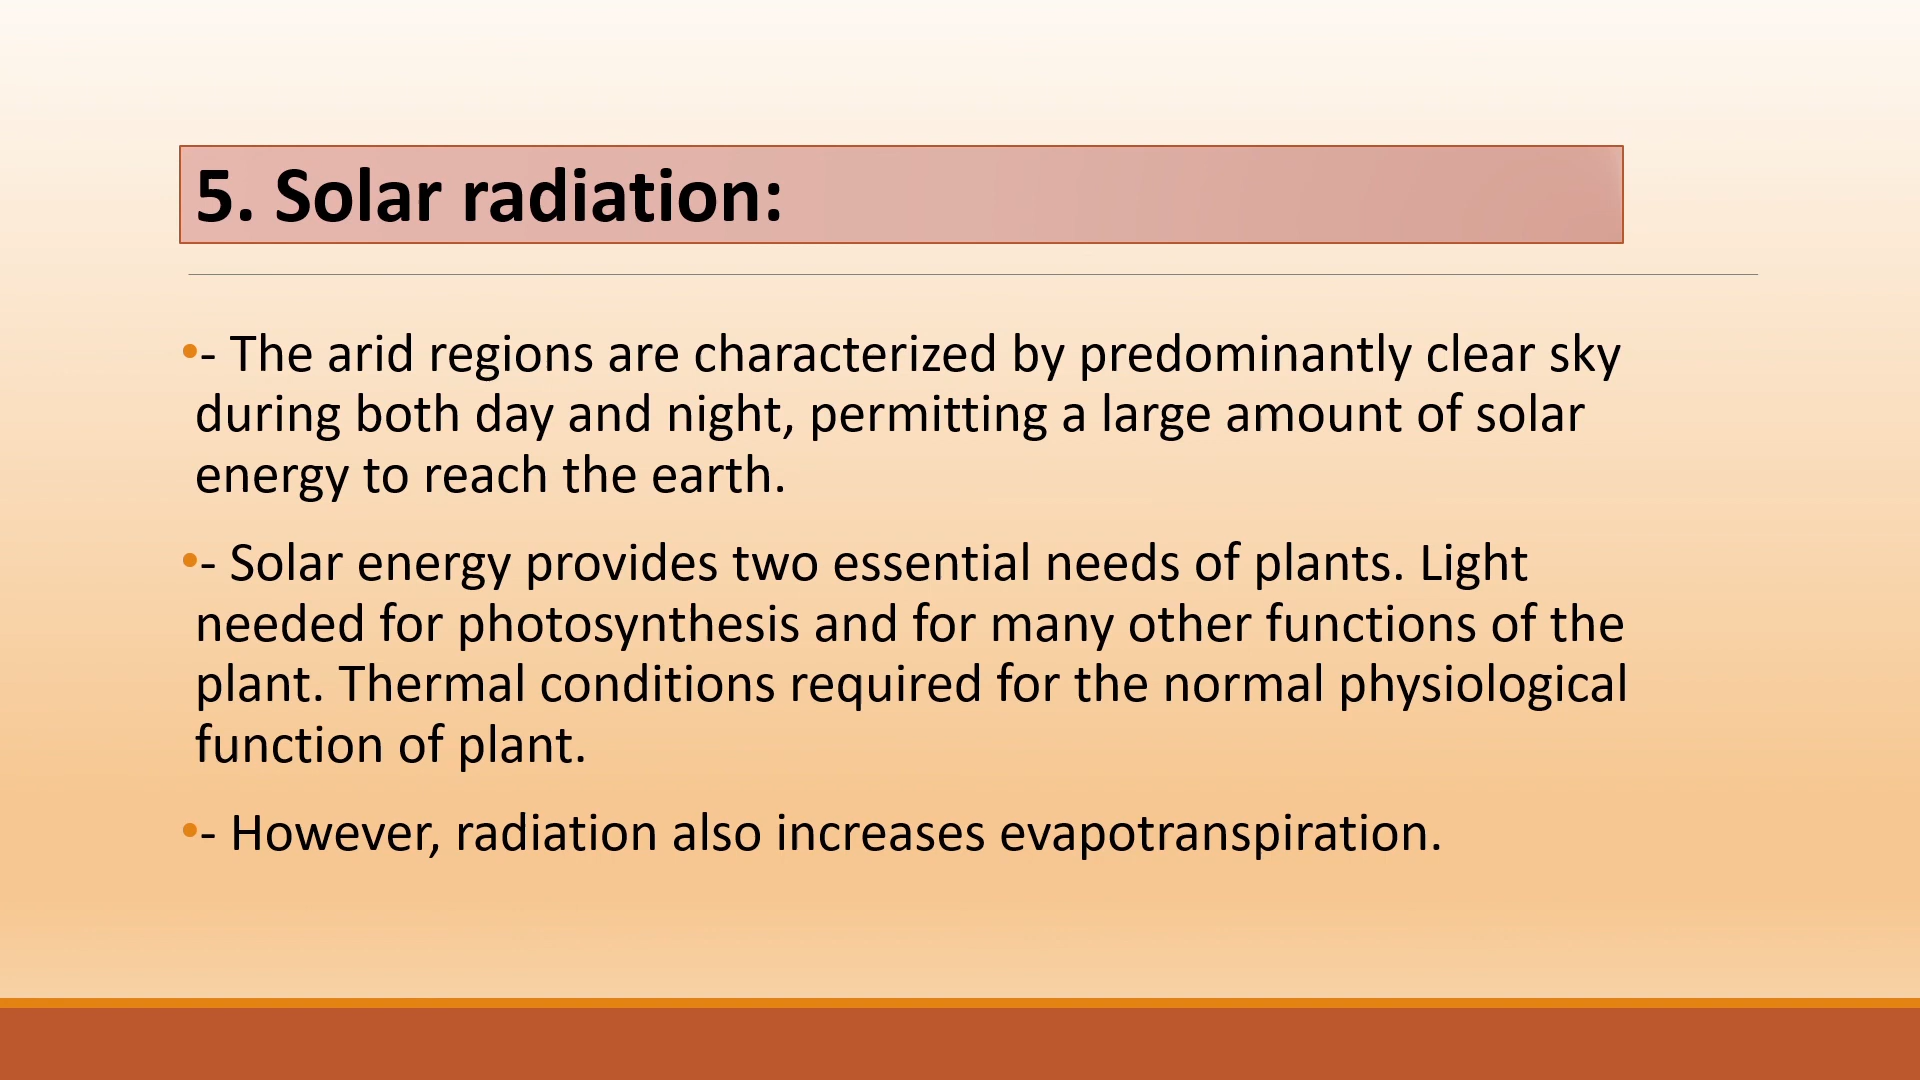 5. Solar radiation:
•- The arid regions are characterized by predominantly clear sky
during both day and night, permitting a large amount of solar
energy to reach the earth.
•- Solar energy provides two essential needs of plants. Light
needed for photosynthesis and for many other functions of the
plant. Thermal conditions required for the normal physiological
function of plant.
•- However, radiation also increases evapotranspiration.